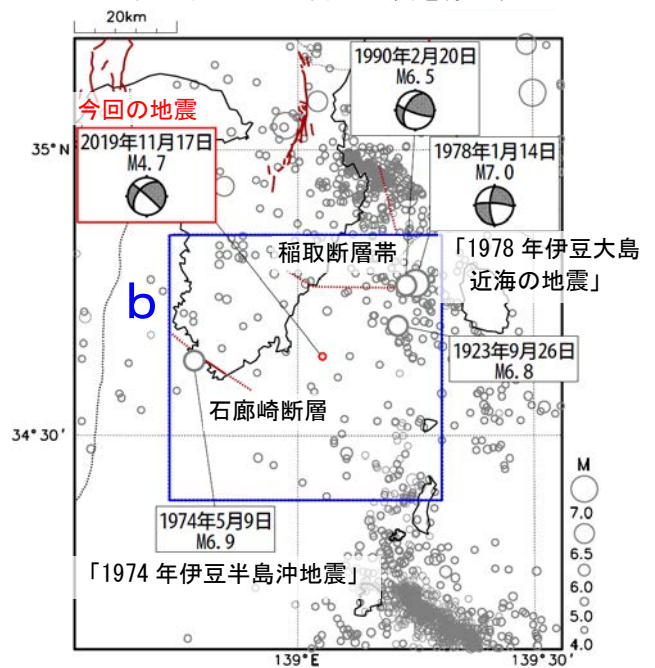 20km
1990年2月20日
M6.5
今回の地震
2019年11月17日
M4.7
35°N
1978年1月14日
M7.0
稲取断層帯
「1978 年伊豆大島
近海の地震」
b
1923年9月26日
M6.8
石廊崎断層
34°30′
1974年5月9日
M6.9
「1974 年伊豆半島沖地震」
M
7.0
6.5
6.0
5.0
4.0
139°E
139°30′